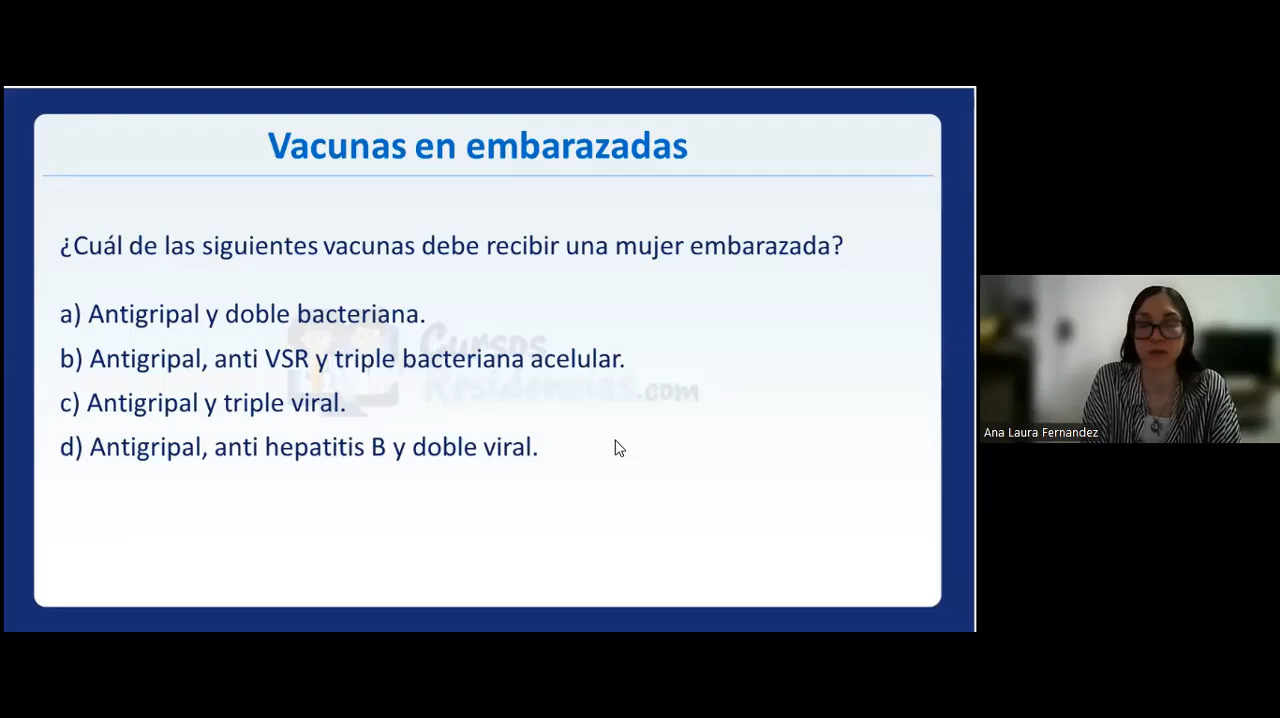 Vacunas en embarazadas
¿Cuál de las siguientes vacunas debe recibir una mujer embarazada?
a) Antigripal y doble bacteriana.
b) Antigripal, anti VSR y triple bacteriana acelular.
c) Antigripal y triple viral.
d) Antigripal, anti hepatitis B y doble viral.
Cursos
Residencias.com
Ana Laura Fernandez